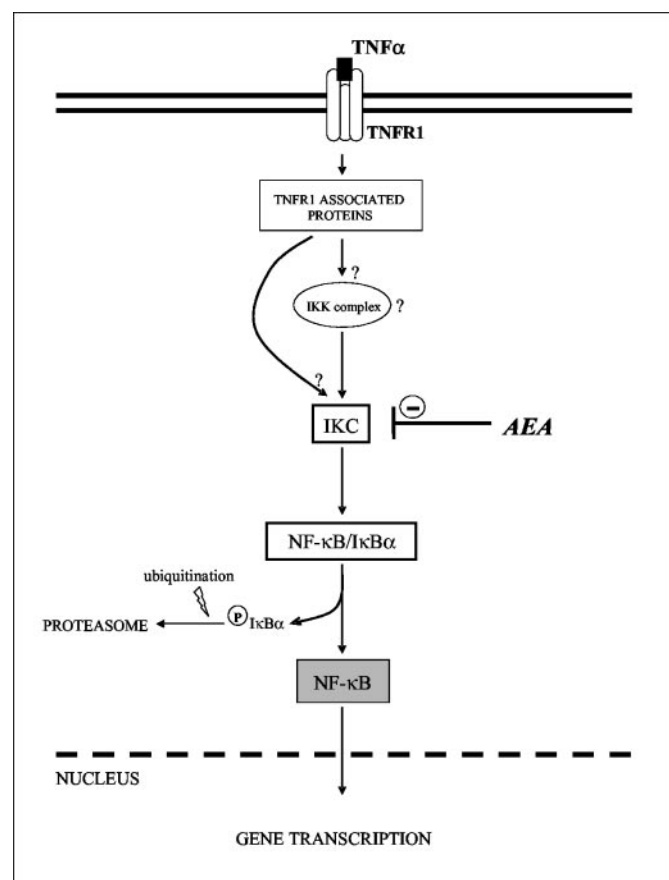 TNFα
TNFR1
TNFR1 ASSOCIATED
PROTEINS
?
IKK complex
?
?
IKC
−
AEA
NF-κB/IκBα
ubiquitination
PROTEASOME
P
IκBα
NF-κB
NUCLEUS
GENE TRANSCRIPTION